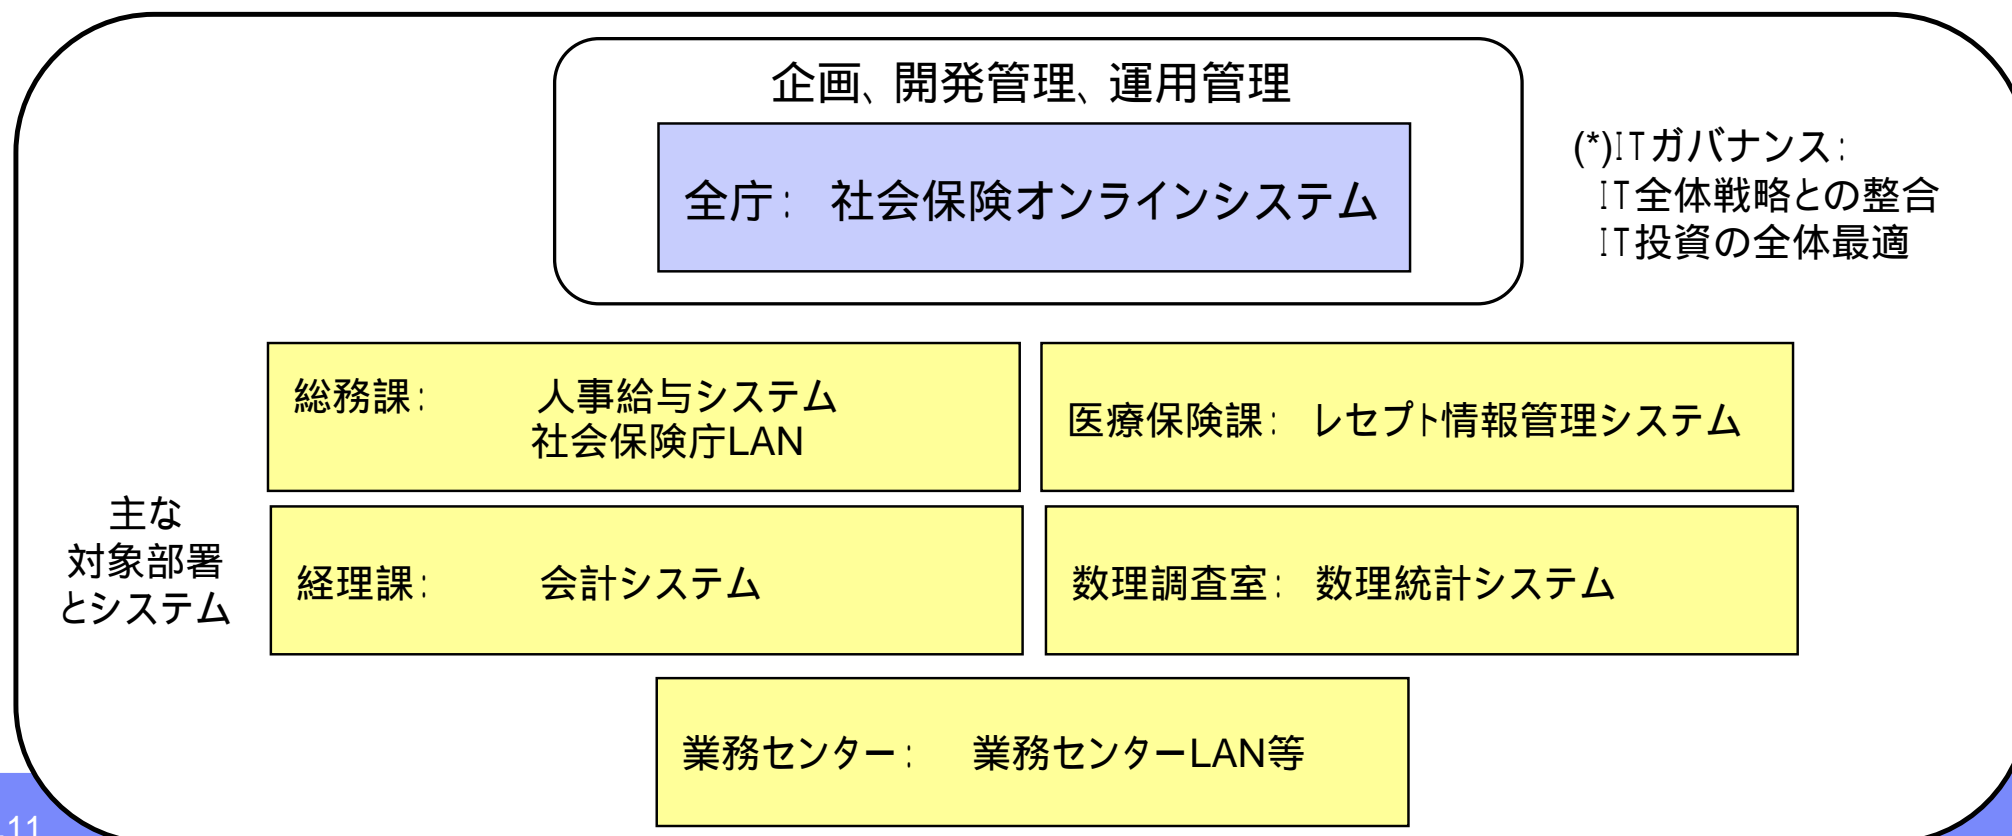 企画、開発管理、運用管理
全庁： 社会保険オンラインシステム
(*)ITガバナンス：
IT全体戦略との整合
IT投資の全体最適
総務課： 人事給与システム
社会保険庁LAN
医療保険課： レセプト情報管理システム
主な
対象部署
とシステム
経理課： 会計システム
数理調査室： 数理統計システム
業務センター： 業務センターLAN等
11